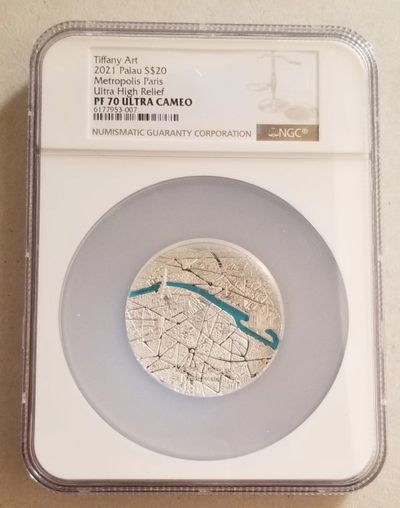 Tiffany Art
2021 Palau S$20
Metropolis Paris
Ultra High Relief
PF 70 ULTRA CAMEO
6177953-007
NUMISMATIC GUARANTY CORPORATION
NGC®